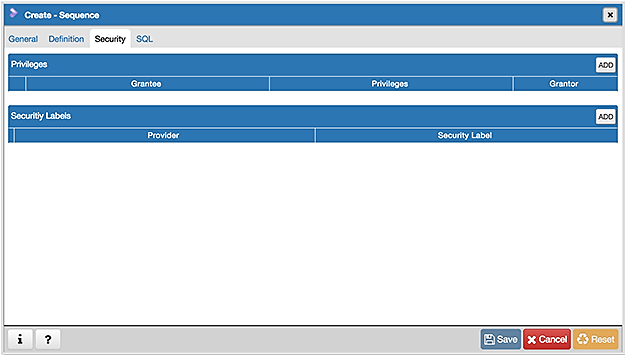 Create - Sequence
General Definition Security SQL
Privileges ADD
Grantee Privileges Grantor
Securitiy Labels ADD
Provider Security Label
i ? Save Cancel Reset